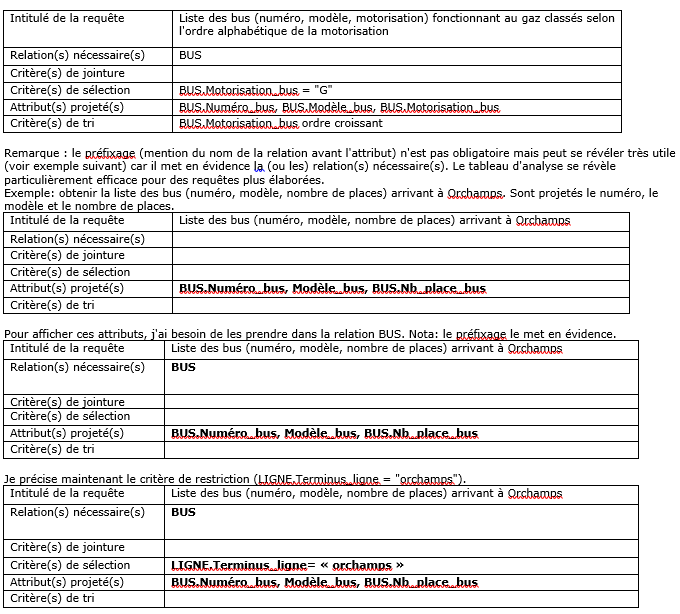 Intitulé de la requête Liste des bus (numéro, modèle, motorisation) fonctionnant au gaz classés selon
l'ordre alphabétique de la motorisation
Relation(s) nécessaire(s) BUS
Critère(s) de jointure
Critère(s) de sélection BUS.Motorisation_bus = "G"
Attribut(s) projeté(s) BUS.Numéro_bus, BUS.Modèle_bus, BUS.Motorisation_bus
Critère(s) de tri BUS.Motorisation_bus ordre croissant
Remarque : le préfixage (mention du nom de la relation avant l'attribut) n'est pas obligatoire mais peut se révéler très utile
(voir exemple suivant) car il met en évidence la (ou les) relation(s) nécessaire(s). Le tableau d'analyse se révèle
particulièrement efficace pour des requêtes plus élaborées.
Exemple: obtenir la liste des bus (numéro, modèle, nombre de places) arrivant à Orchamps. Sont projetés le numéro, le
modèle et le nombre de places.
Intitulé de la requête Liste des bus (numéro, modèle, nombre de places) arrivant à Orchamps
Relation(s) nécessaire(s)
Critère(s) de jointure
Critère(s) de sélection
Attribut(s) projeté(s) BUS.Numéro_bus, Modèle_bus, BUS.Nb_place_bus
Critère(s) de tri
Pour afficher ces attributs, j'ai besoin de les prendre dans la relation BUS. Nota: le préfixage le met en évidence.
Intitulé de la requête Liste des bus (numéro, modèle, nombre de places) arrivant à Orchamps
Relation(s) nécessaire(s) BUS
Critère(s) de jointure
Critère(s) de sélection
Attribut(s) projeté(s) BUS.Numéro_bus, Modèle_bus, BUS.Nb_place_bus
Critère(s) de tri
Je précise maintenant le critère de restriction (LIGNE.Terminus_ligne = "orchamps").
Intitulé de la requête Liste des bus (numéro, modèle, nombre de places) arrivant à Orchamps
Relation(s) nécessaire(s) BUS
Critère(s) de jointure
Critère(s) de sélection LIGNE.Terminus_ligne= « orchamps »
Attribut(s) projeté(s) BUS.Numéro_bus, Modèle_bus, BUS.Nb_place_bus
Critère(s) de tri